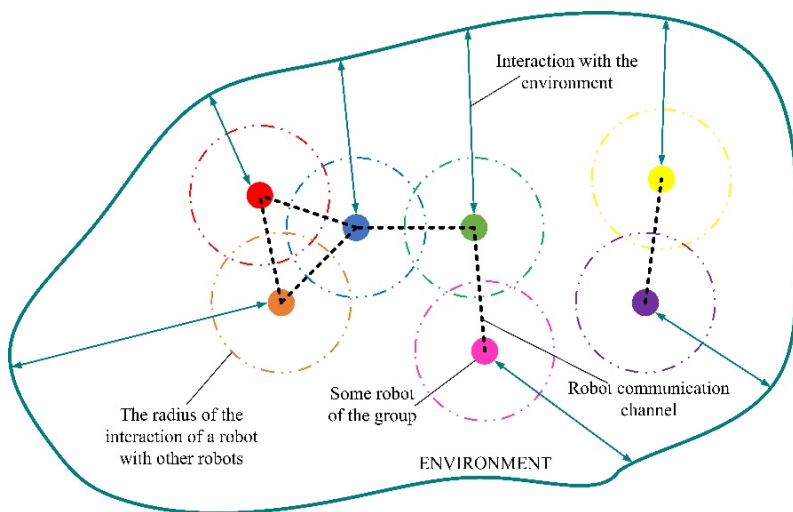 Interaction with the
environment
The radius of the
interaction of a robot
with other robots
Some robot
of the group
Robot communication
channel
ENVIRONMENT